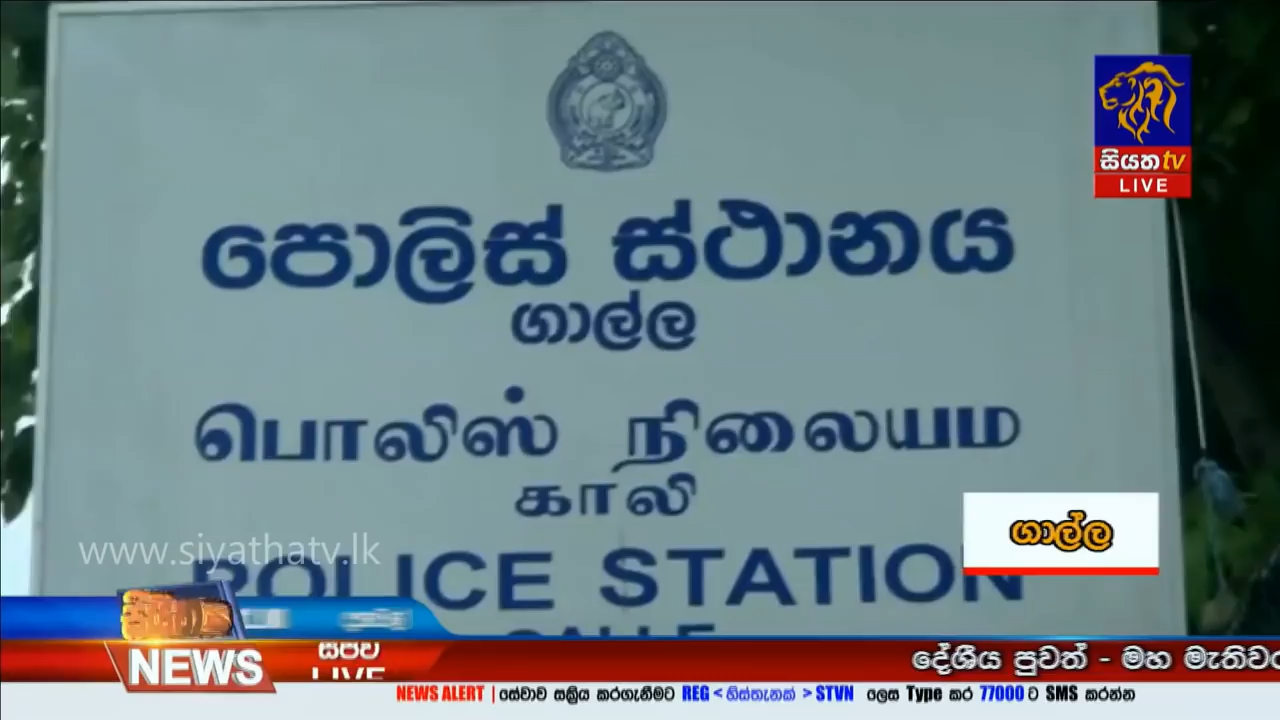 පොලිස් ස්ථානය
ගාල්ල
பொலிஸ் நிலையம
காலி
POLICE STATION
සියත tv
LIVE
ගාල්ල
www.siyathatv.lk
NEWS
සජීව
LIVE
දේශීය පුවත් - මහ
NEWS ALERT | සේවාව සක්‍රිය කරගැනීමට REG < හිස්තැනක් > STVN ලෙස Type කර 77000 ට SMS කරන්න